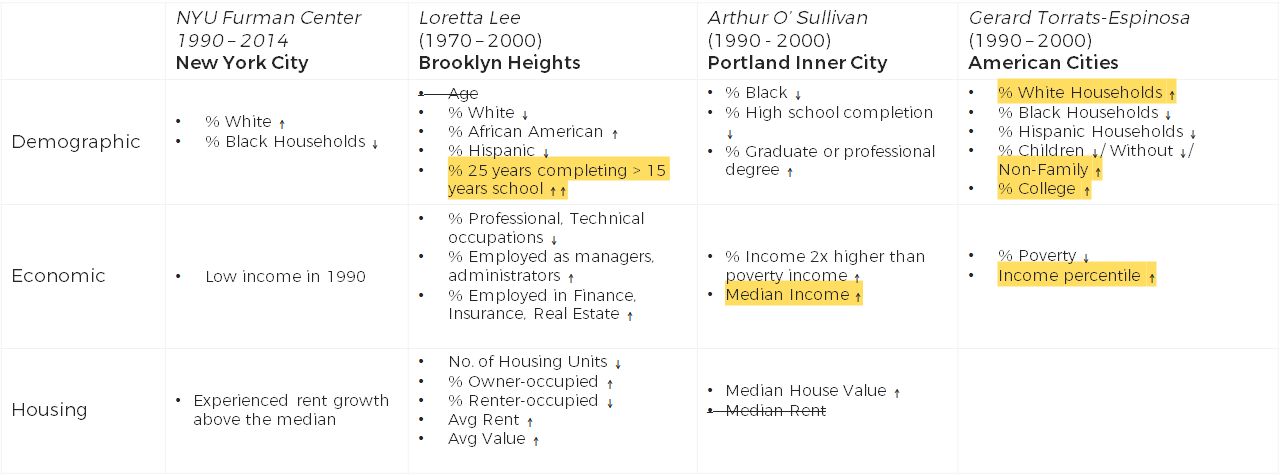 NYU Furman Center
1990 – 2014
New York City
Loretta Lee
(1970 – 2000)
Brooklyn Heights
Arthur O’ Sullivan
(1990 - 2000)
Portland Inner City
Gerard Torrats-Espinosa
(1990 – 2000)
American Cities
Demographic
• % White ↑
• % Black Households ↓
• Age
• % White ↓
• % African American ↑
• % Hispanic ↓
• % 25 years completing > 15
years school ↑↑
• % Black ↓
• % High school completion
↓
• % Graduate or professional
degree ↑
• % White Households ↑
• % Black Households ↓
• % Hispanic Households ↓
• % Children ↓/ Without ↓/
Non-Family ↑
• % College ↑
Economic
• Low income in 1990
• % Professional, Technical
occupations ↓
• % Employed as managers,
administrators ↑
• % Employed in Finance,
Insurance, Real Estate ↑
• % Income 2x higher than
poverty income ↑
• Median Income ↑
• % Poverty ↓
• Income percentile ↑
Housing
• Experienced rent growth
above the median
• No. of Housing Units ↓
• % Owner-occupied ↑
• % Renter-occupied ↓
• Avg Rent ↑
• Avg Value ↑
• Median House Value ↑
• Median Rent